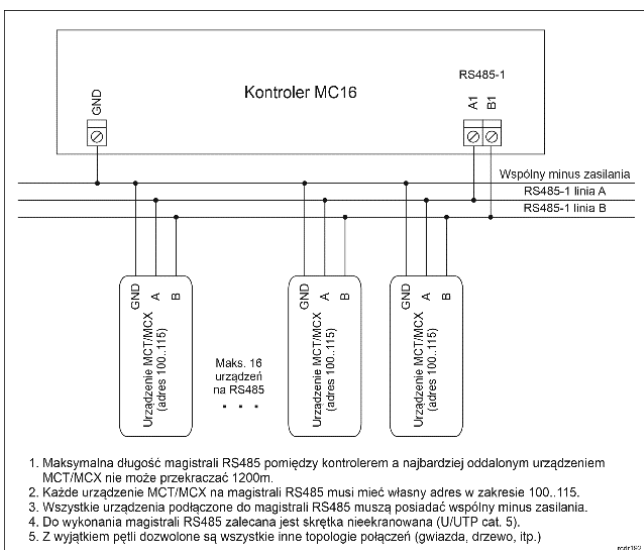 RS485-1
Kontroler MC16
GND
A1
B1
Wspólny minus zasilania
RS485-1 linia A
RS485-1 linia B
GND
A
B
Urządzenie MCT/MCX
(adres 100..115)
Maks. 16
urządzeń
na RS485
GND
A
B
Urządzenie MCT/MCX
(adres 100..115)
GND
A
B
Urządzenie MCT/MCX
(adres 100..115)
1. Maksymalna długość magistrali RS485 pomiędzy kontrolerem a najbardziej oddalonym urządzeniem
MCT/MCX nie może przekraczać 1200m.
2. Każde urządzenie MCT/MCX na magistrali RS485 musi mieć własny adres w zakresie 100..115.
3. Wszystkie urządzenia podłączone do magistrali RS485 muszą posiadać wspólny minus zasilania.
4. Do wykonania magistrali RS485 zalecana jest skrętka nieekranowana (U/UTP cat. 5).
5. Z wyjątkiem pętli dozwolone są wszystkie inne topologie połączeń (gwiazda, drzewo, itp.)